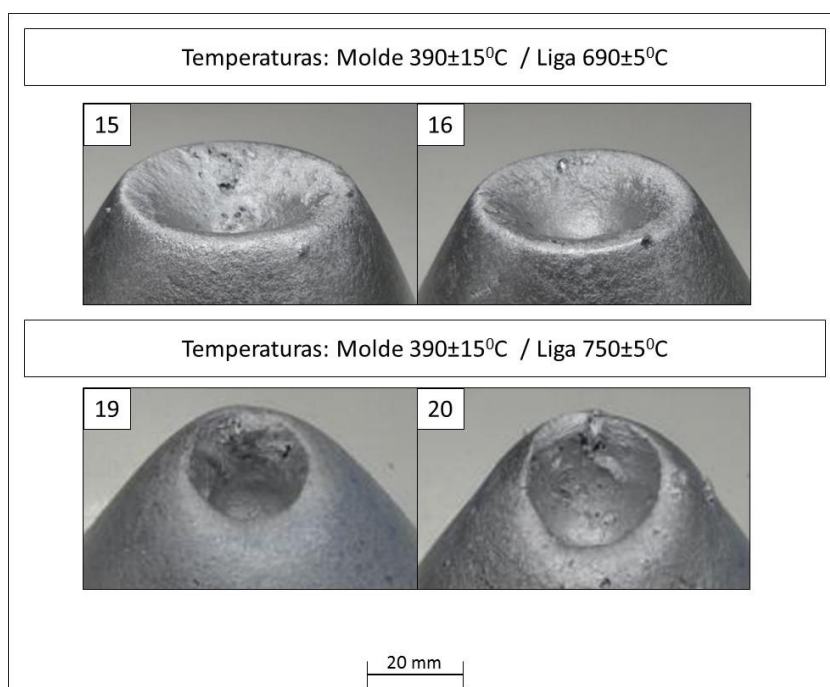 Temperaturas: Molde 390±15⁰C / Liga 690±5⁰C
15
16
Temperaturas: Molde 390±15⁰C / Liga 750±5⁰C
19
20
20 mm